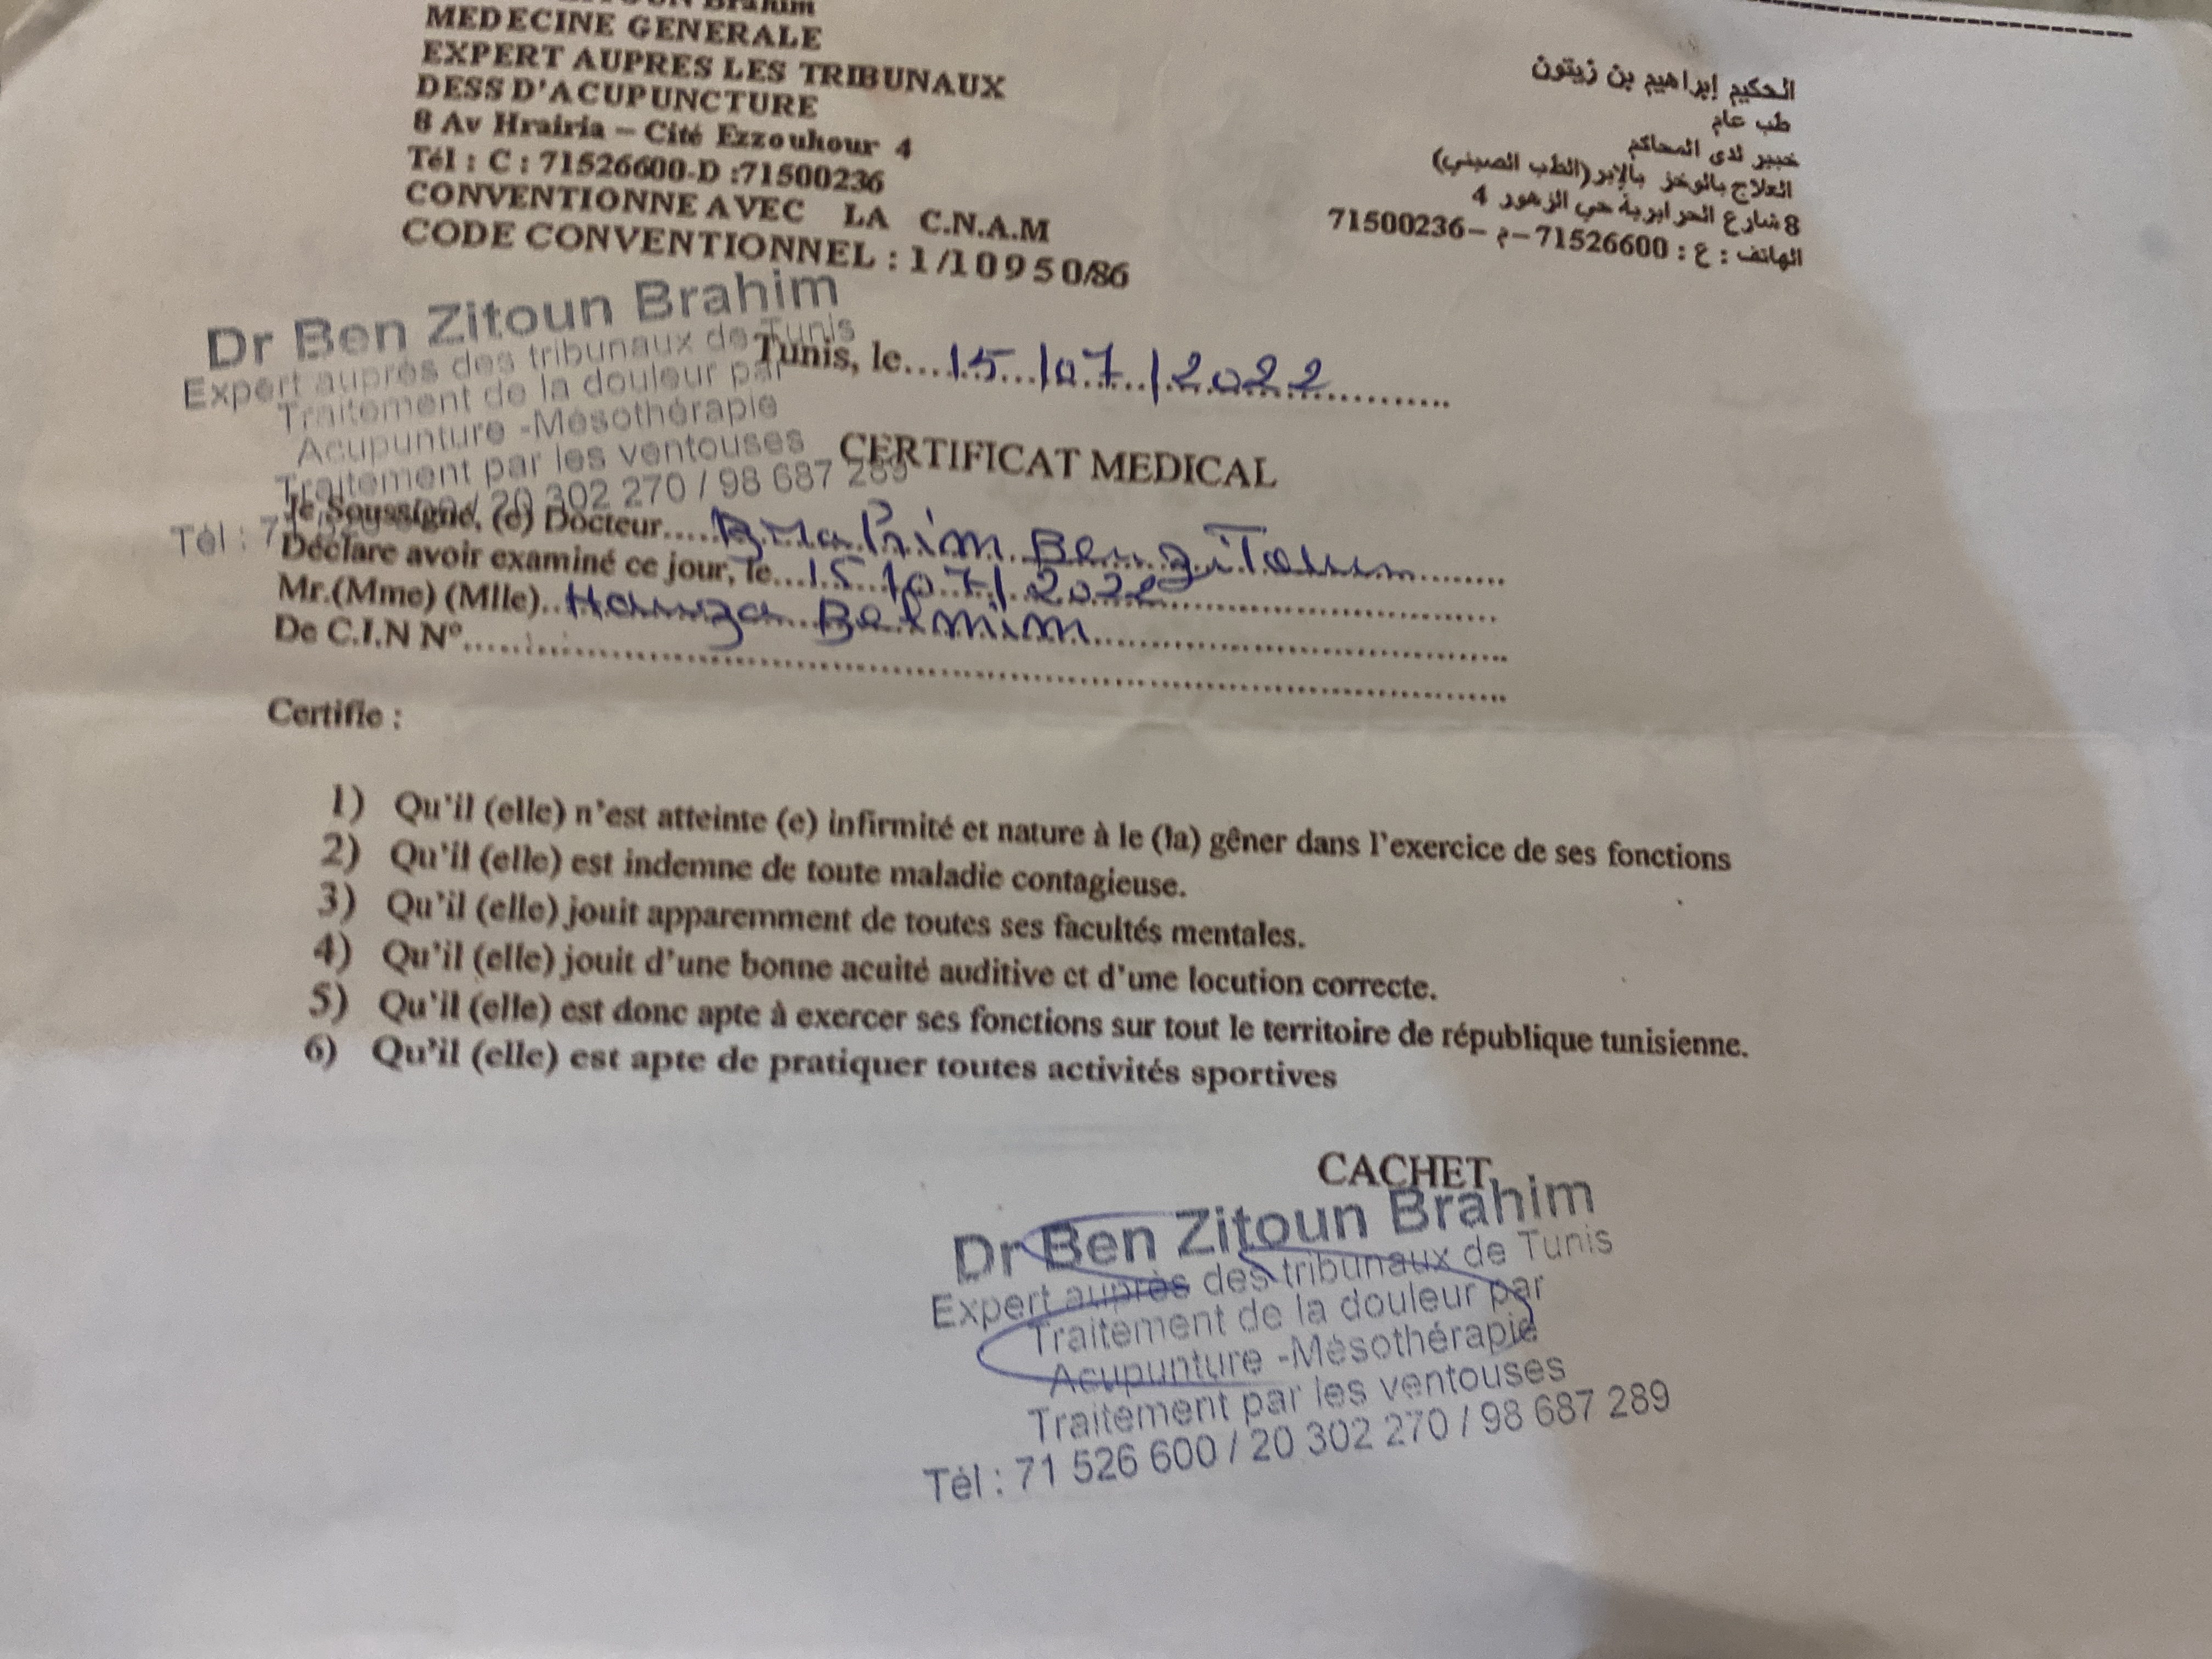 Brahim
MEDECINE GENERALE
EXPERT AUPRES LES TRIBUNAUX
DESS D'ACUPUNCTURE
8 Av Hrairia – Cité Ezzouhour 4
Tél : C : 71526600-D :71500236
CONVENTIONNE AVEC LA C.N.A.M
CODE CONVENTIONNEL : 1/10950/86
الحكيم إبراهيم بن زيتون
طب عام
خبير لدى المحاكم
العلاج بالوخز بالإبر (الطب الصيني)
8 شارع الحرايرية حي الزهور 4
الهاتف : ع : 71526600 –م –71500236
Dr Ben Zitoun Brahim
Expert auprès des tribunaux de Tunis
Traitement de la douleur par
Acupunture -Mésothérapie
Traitement par les ventouses
Tél : 71 / 20 302 270 / 98 687 289
Tunis, le....15/07/2022
CERTIFICAT MEDICAL
Je Soussigné, (e) Docteur.....Brahim Ben Zitoun
Déclare avoir examiné ce jour, le...15/07/2022
Mr.(Mme) (Mlle)..Hamza
De C.I.N N°......
Certifie :
1) Qu'il (elle) n'est atteinte (e) infirmité et nature à le (la) gêner dans l'exercice de ses fonctions
2) Qu'il (elle) est indemne de toute maladie contagieuse.
3) Qu'il (elle) jouit apparemment de toutes ses facultés mentales.
4) Qu'il (elle) jouit d'une bonne acuité auditive et d'une locution correcte.
5) Qu'il (elle) est donc apte à exercer ses fonctions sur tout le territoire de république tunisienne.
6) Qu'il (elle) est apte de pratiquer toutes activités sportives
CACHET
Dr Ben Zitoun Brahim
Expert auprès des tribunaux de Tunis
Traitement de la douleur par
Acupunture -Mésothérapie
Traitement par les ventouses
Tél : 71 526 600 / 20 302 270 / 98 687 289